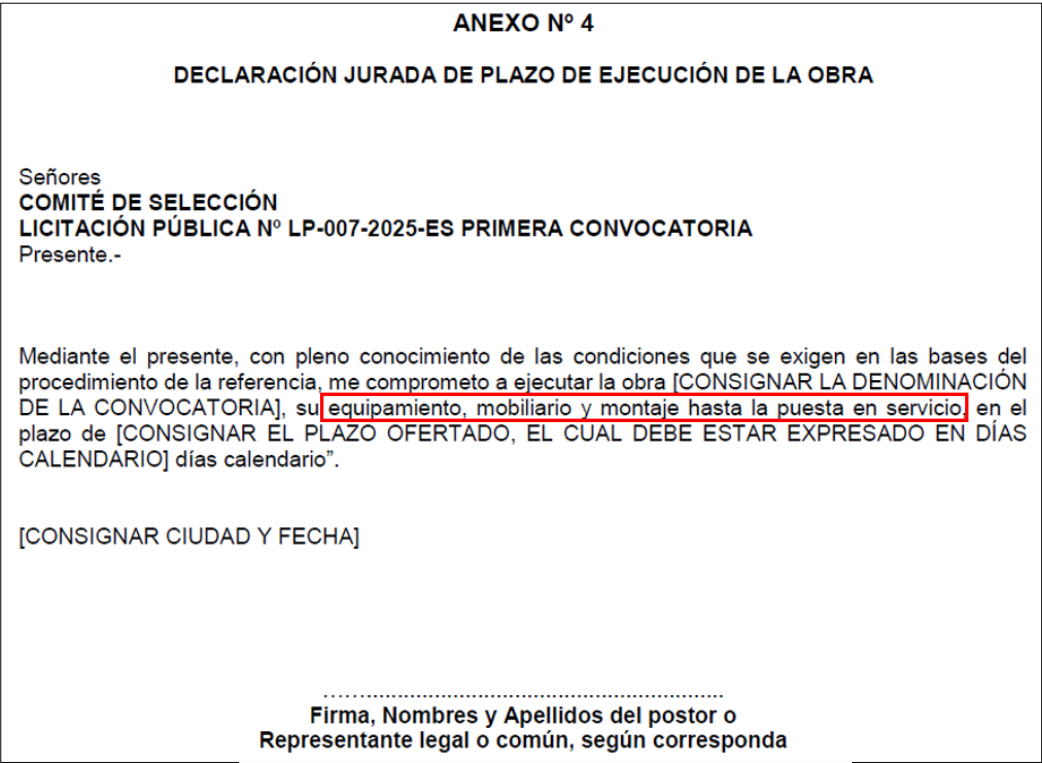 ANEXO Nº 4
DECLARACIÓN JURADA DE PLAZO DE EJECUCIÓN DE LA OBRA
Señores
COMITÉ DE SELECCIÓN
LICITACIÓN PÚBLICA Nº LP-007-2025-ES PRIMERA CONVOCATORIA
Presente.-
Mediante el presente, con pleno conocimiento de las condiciones que se exigen en las bases del
procedimiento de la referencia, me comprometo a ejecutar la obra [CONSIGNAR LA DENOMINACIÓN
DE LA CONVOCATORIA], su equipamiento, mobiliario y montaje hasta la puesta en servicio, en el
plazo de [CONSIGNAR EL PLAZO OFERTADO, EL CUAL DEBE ESTAR EXPRESADO EN DÍAS
CALENDARIO] días calendario”.
[CONSIGNAR CIUDAD Y FECHA]
……..........................................................
Firma, Nombres y Apellidos del postor o
Representante legal o común, según corresponda